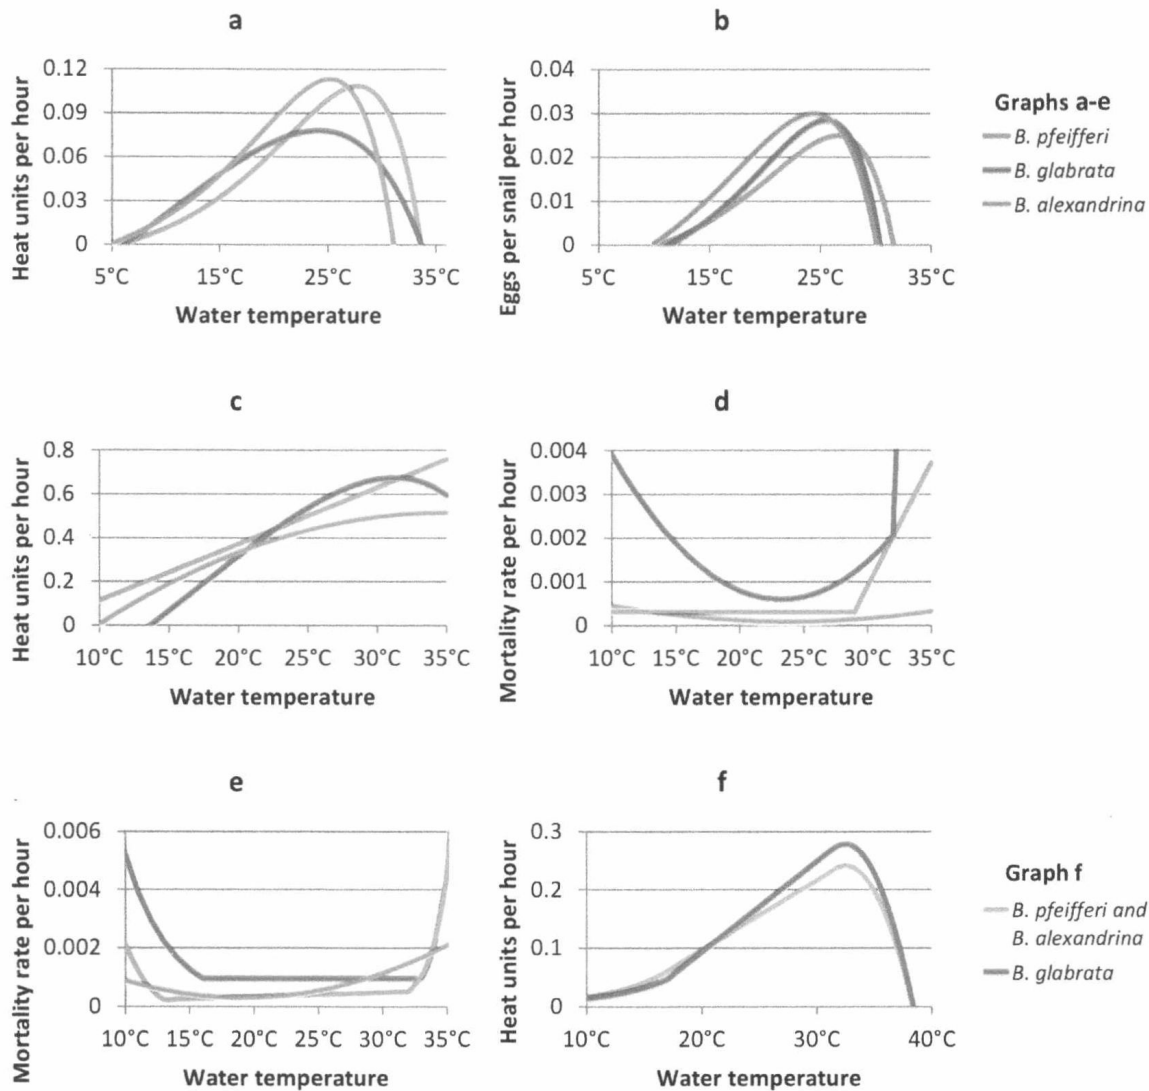 a
Heat units per hour
0.12
0.09
0.06
0.03
0
5°C 15°C 25°C 35°C
Water temperature
b
Eggs per snail per hour
0.04
0.03
0.02
0.01
0
5°C 15°C 25°C 35°C
Water temperature
Graphs a-e
B. pfeifferi
B. glabrata
B. alexandrina
c
Heat units per hour
0.8
0.6
0.4
0.2
0
10°C 15°C 20°C 25°C 30°C 35°C
Water temperature
d
Mortality rate per hour
0.004
0.003
0.002
0.001
0
10°C 15°C 20°C 25°C 30°C 35°C
Water temperature
e
Mortality rate per hour
0.006
0.004
0.002
0
10°C 15°C 20°C 25°C 30°C 35°C
Water temperature
f
Heat units per hour
0.3
0.2
0.1
0
10°C 20°C 30°C 40°C
Water temperature
Graph f
B. pfeifferi and
B. alexandrina
B. glabrata